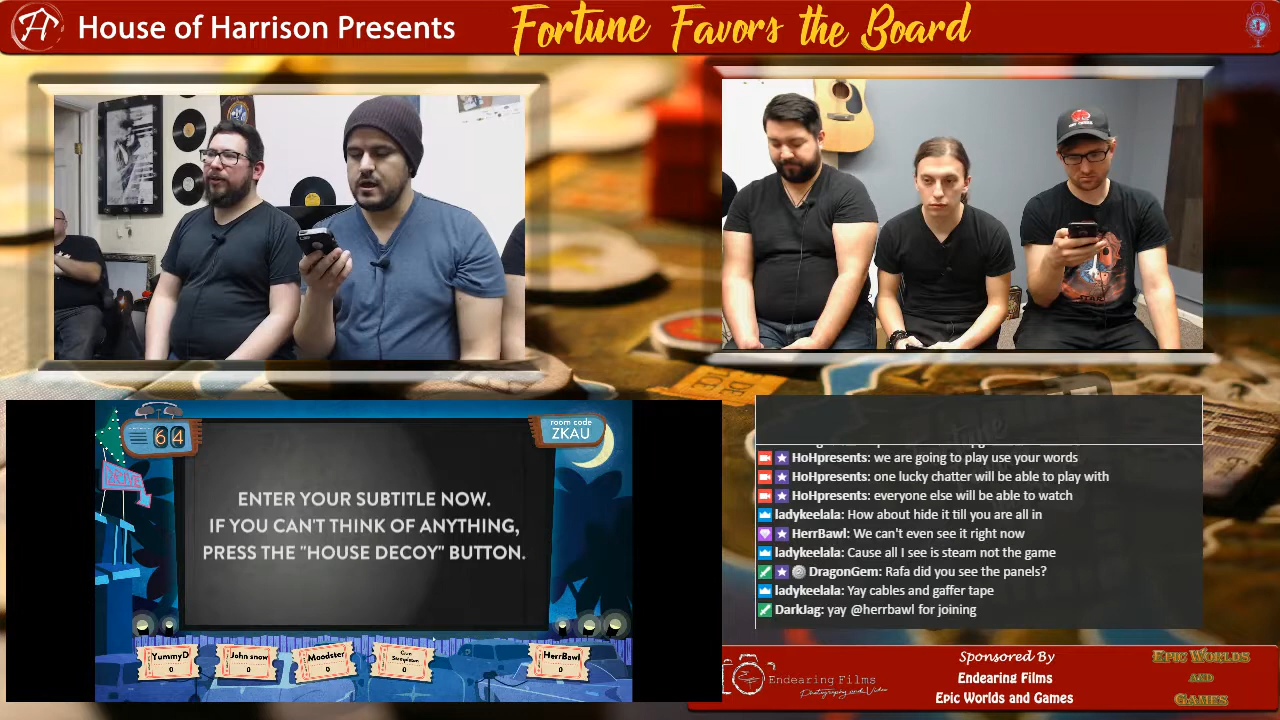 House of Harrison Presents
Fortune Favors the Board
64
room code
ZKAU
ENTER YOUR SUBTITLE NOW.
IF YOU CAN'T THINK OF ANYTHING,
PRESS THE "HOUSE DECOY" BUTTON.
YummyD
0
John snow
0
Moodster
0
0
HerrBawl
0
HoHpresents: we are going to play use your words
HoHpresents: one lucky chatter will be able to play with
HoHpresents: everyone else will be able to watch
ladykeelala: How about hide it till you are all in
HerrBawl: We can't even see it right now
ladykeelala: Cause all I see is steam not the game
DragonGem: Rafa did you see the panels?
ladykeelala: Yay cables and gaffer tape
DarkJag: yay @herrbawl for joining
Endearing Films
Photography and Video
Sponsored By
Endearing Films
Epic Worlds and Games
Epic Worlds
and
Games